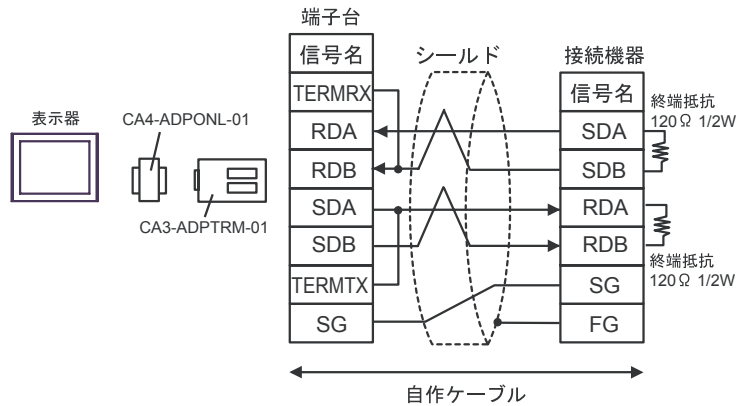 端子台
信号名
TERMRX
RDA
RDB
SDA
SDB
TERMTX
SG
シールド
接続機器
信号名
SDA
SDB
RDA
RDB
SG
FG
終端抵抗
120Ω 1/2W
終端抵抗
120Ω 1/2W
表示器
CA4-ADPONL-01
CA3-ADPTRM-01
自作ケーブル